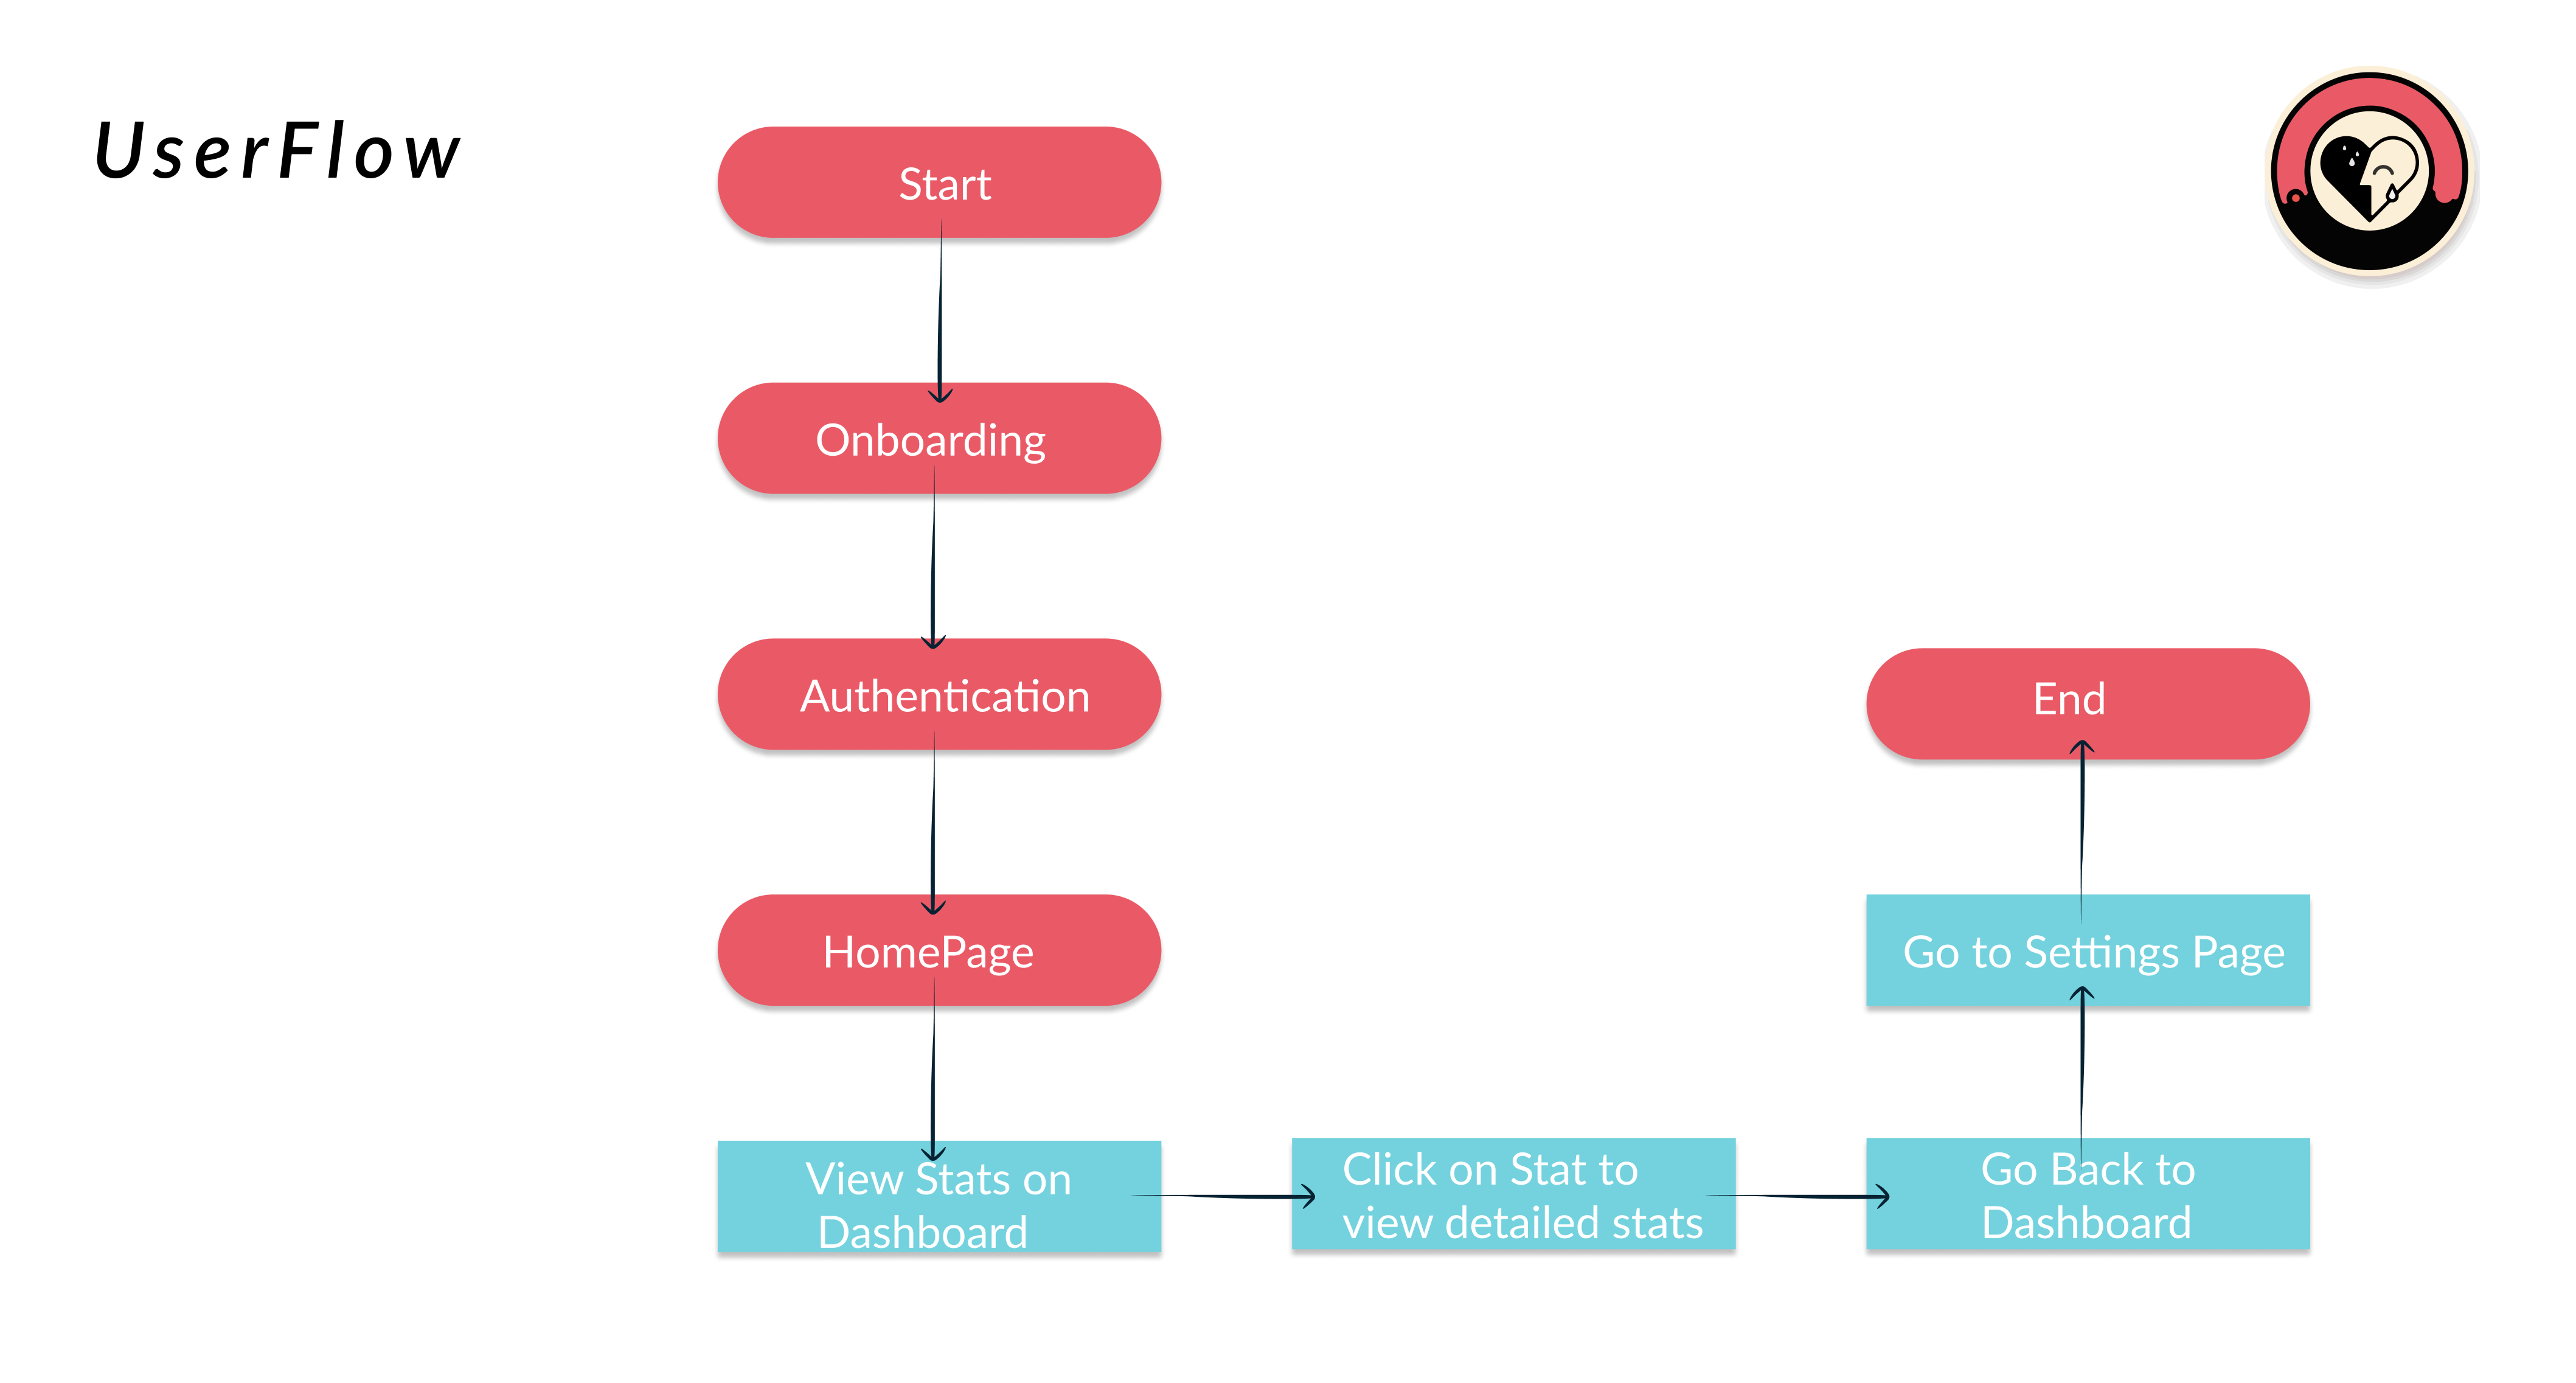 UserFlow
Start
Onboarding
Authentication
HomePage
View Stats on
Dashboard
Click on Stat to
view detailed stats
Go Back to
Dashboard
Go to Settings Page
End